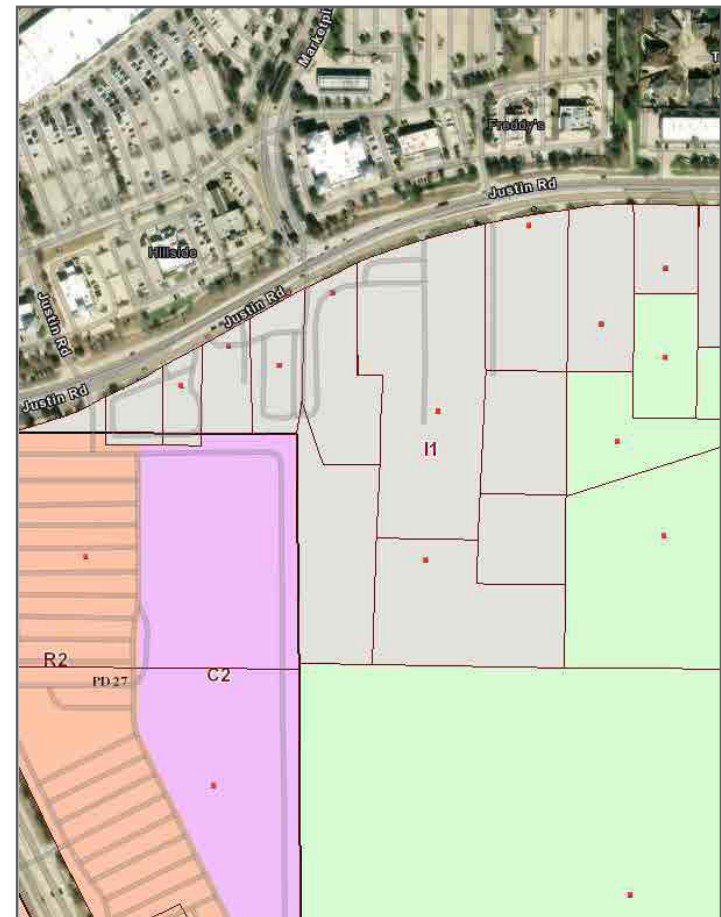 Marketpl
T
Freddy's
Justin Rd
Hillside
Justin Rd
Justin Rd
Justin Rd
I1
R2
C2
PD 27